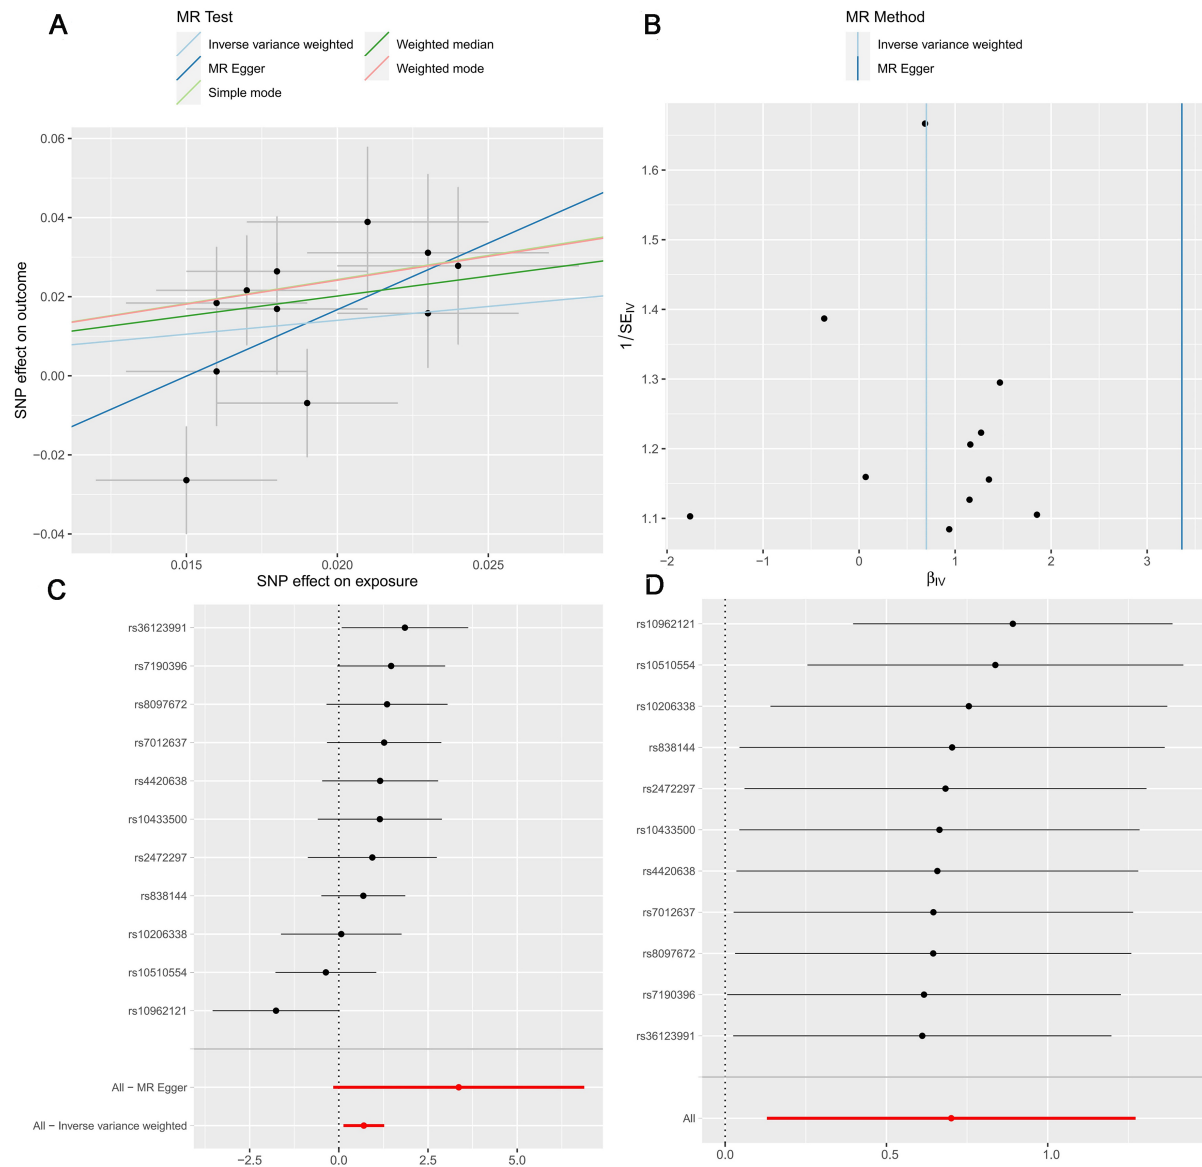 A
MR Test
Inverse variance weighted
Weighted median
MR Egger
Weighted mode
Simple mode
SNP effect on outcome
0.06
0.04
0.02
0.00
−0.02
−0.04
0.015
0.020
0.025
SNP effect on exposure
B
MR Method
Inverse variance weighted
MR Egger
1/SE_IV
1.6
1.5
1.4
1.3
1.2
1.1
−2
−1
0
1
2
3
β_IV
C
rs36123991
rs7190396
rs8097672
rs7012637
rs4420638
rs10433500
rs2472297
rs838144
rs10206338
rs10510554
rs10962121
All − MR Egger
All − Inverse variance weighted
−2.5
0.0
2.5
5.0
D
rs10962121
rs10510554
rs10206338
rs838144
rs2472297
rs10433500
rs4420638
rs7012637
rs8097672
rs7190396
rs36123991
All
0.0
0.5
1.0